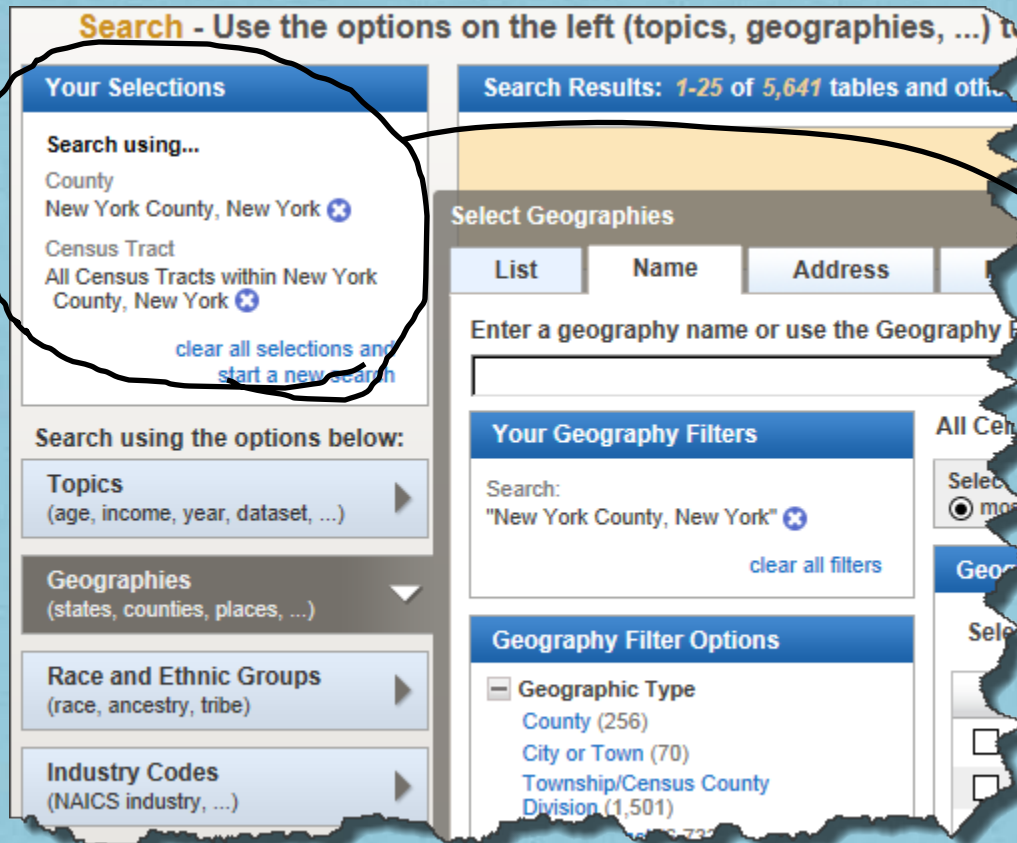 Search - Use the options on the left (topics, geographies, ...)
Your Selections
Search using...
County
New York County, New York
Census Tract
All Census Tracts within New York
County, New York
clear all selections and
start a new search
Search using the options below:
Topics
(age, income, year, dataset, ...)
Geographies
(states, counties, places, ...)
Race and Ethnic Groups
(race, ancestry, tribe)
Industry Codes
(NAICS industry, ...)
Search Results: 1-25 of 5,641 tables and
Select Geographies
List
Name
Address
Enter a geography name or use the Geography
Your Geography Filters
Search:
"New York County, New York"
clear all filters
Geography Filter Options
Geographic Type
County (256)
City or Town (70)
Township/Census County
Division (1,501)
All